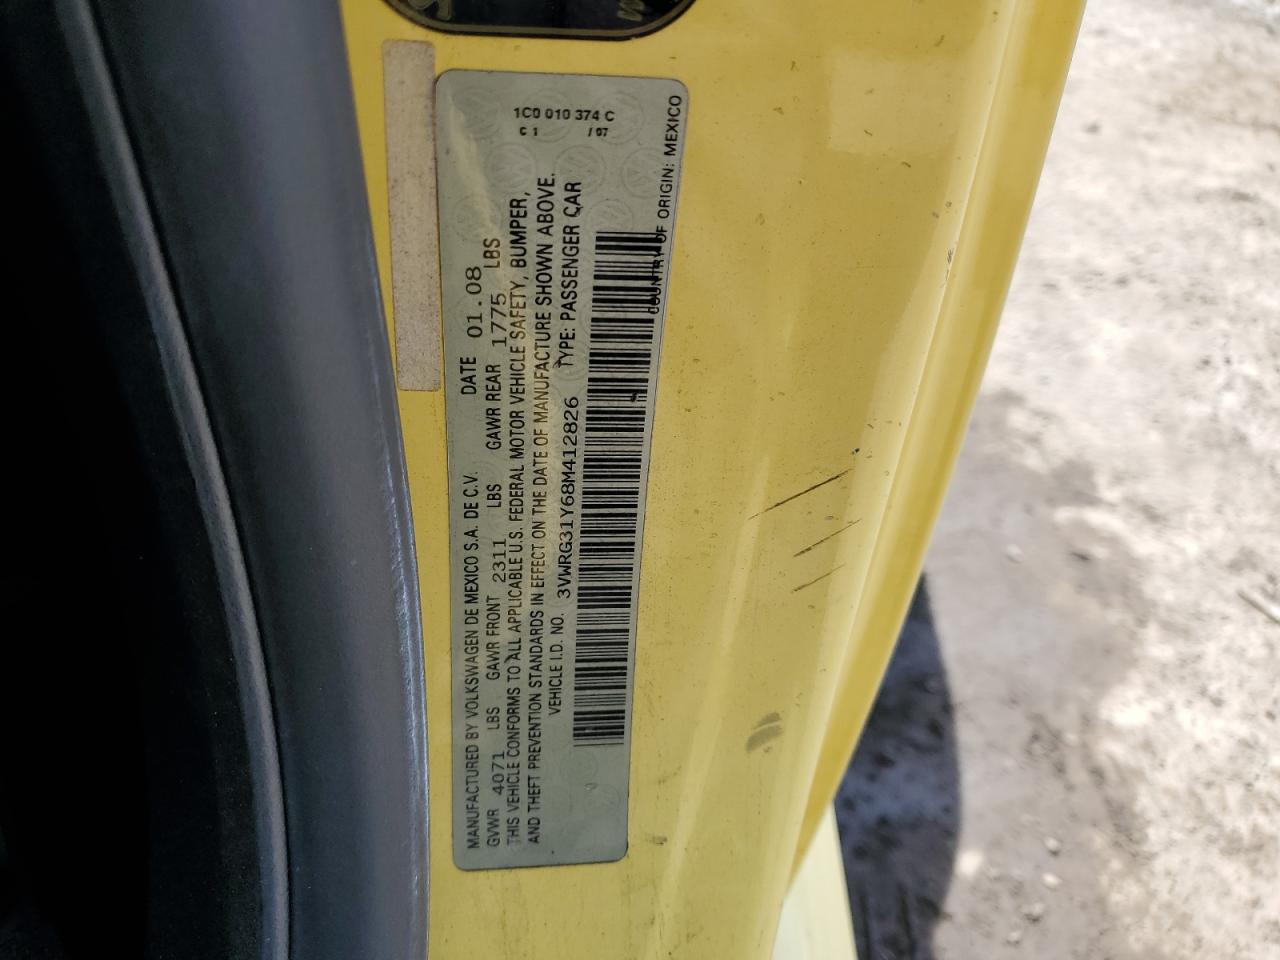 MANUFACTURED BY VOLKSWAGEN DE MEXICO S.A. DE C.V. DATE 01.08
GVWR 4071 LBS GAWR FRONT 2311 LBS GAWR REAR 1775 LBS
THIS VEHICLE CONFORMS TO ALL APPLICABLE U.S. FEDERAL MOTOR VEHICLE SAFETY, BUMPER,
AND THEFT PREVENTION STANDARDS IN EFFECT ON THE DATE OF MANUFACTURE SHOWN ABOVE.
VEHICLE I.D. NO. 3VWRG31Y68M412826 TYPE: PASSENGER CAR
COUNTRY OF ORIGIN: MEXICO
1C0 010 374 C
C 1 / 07